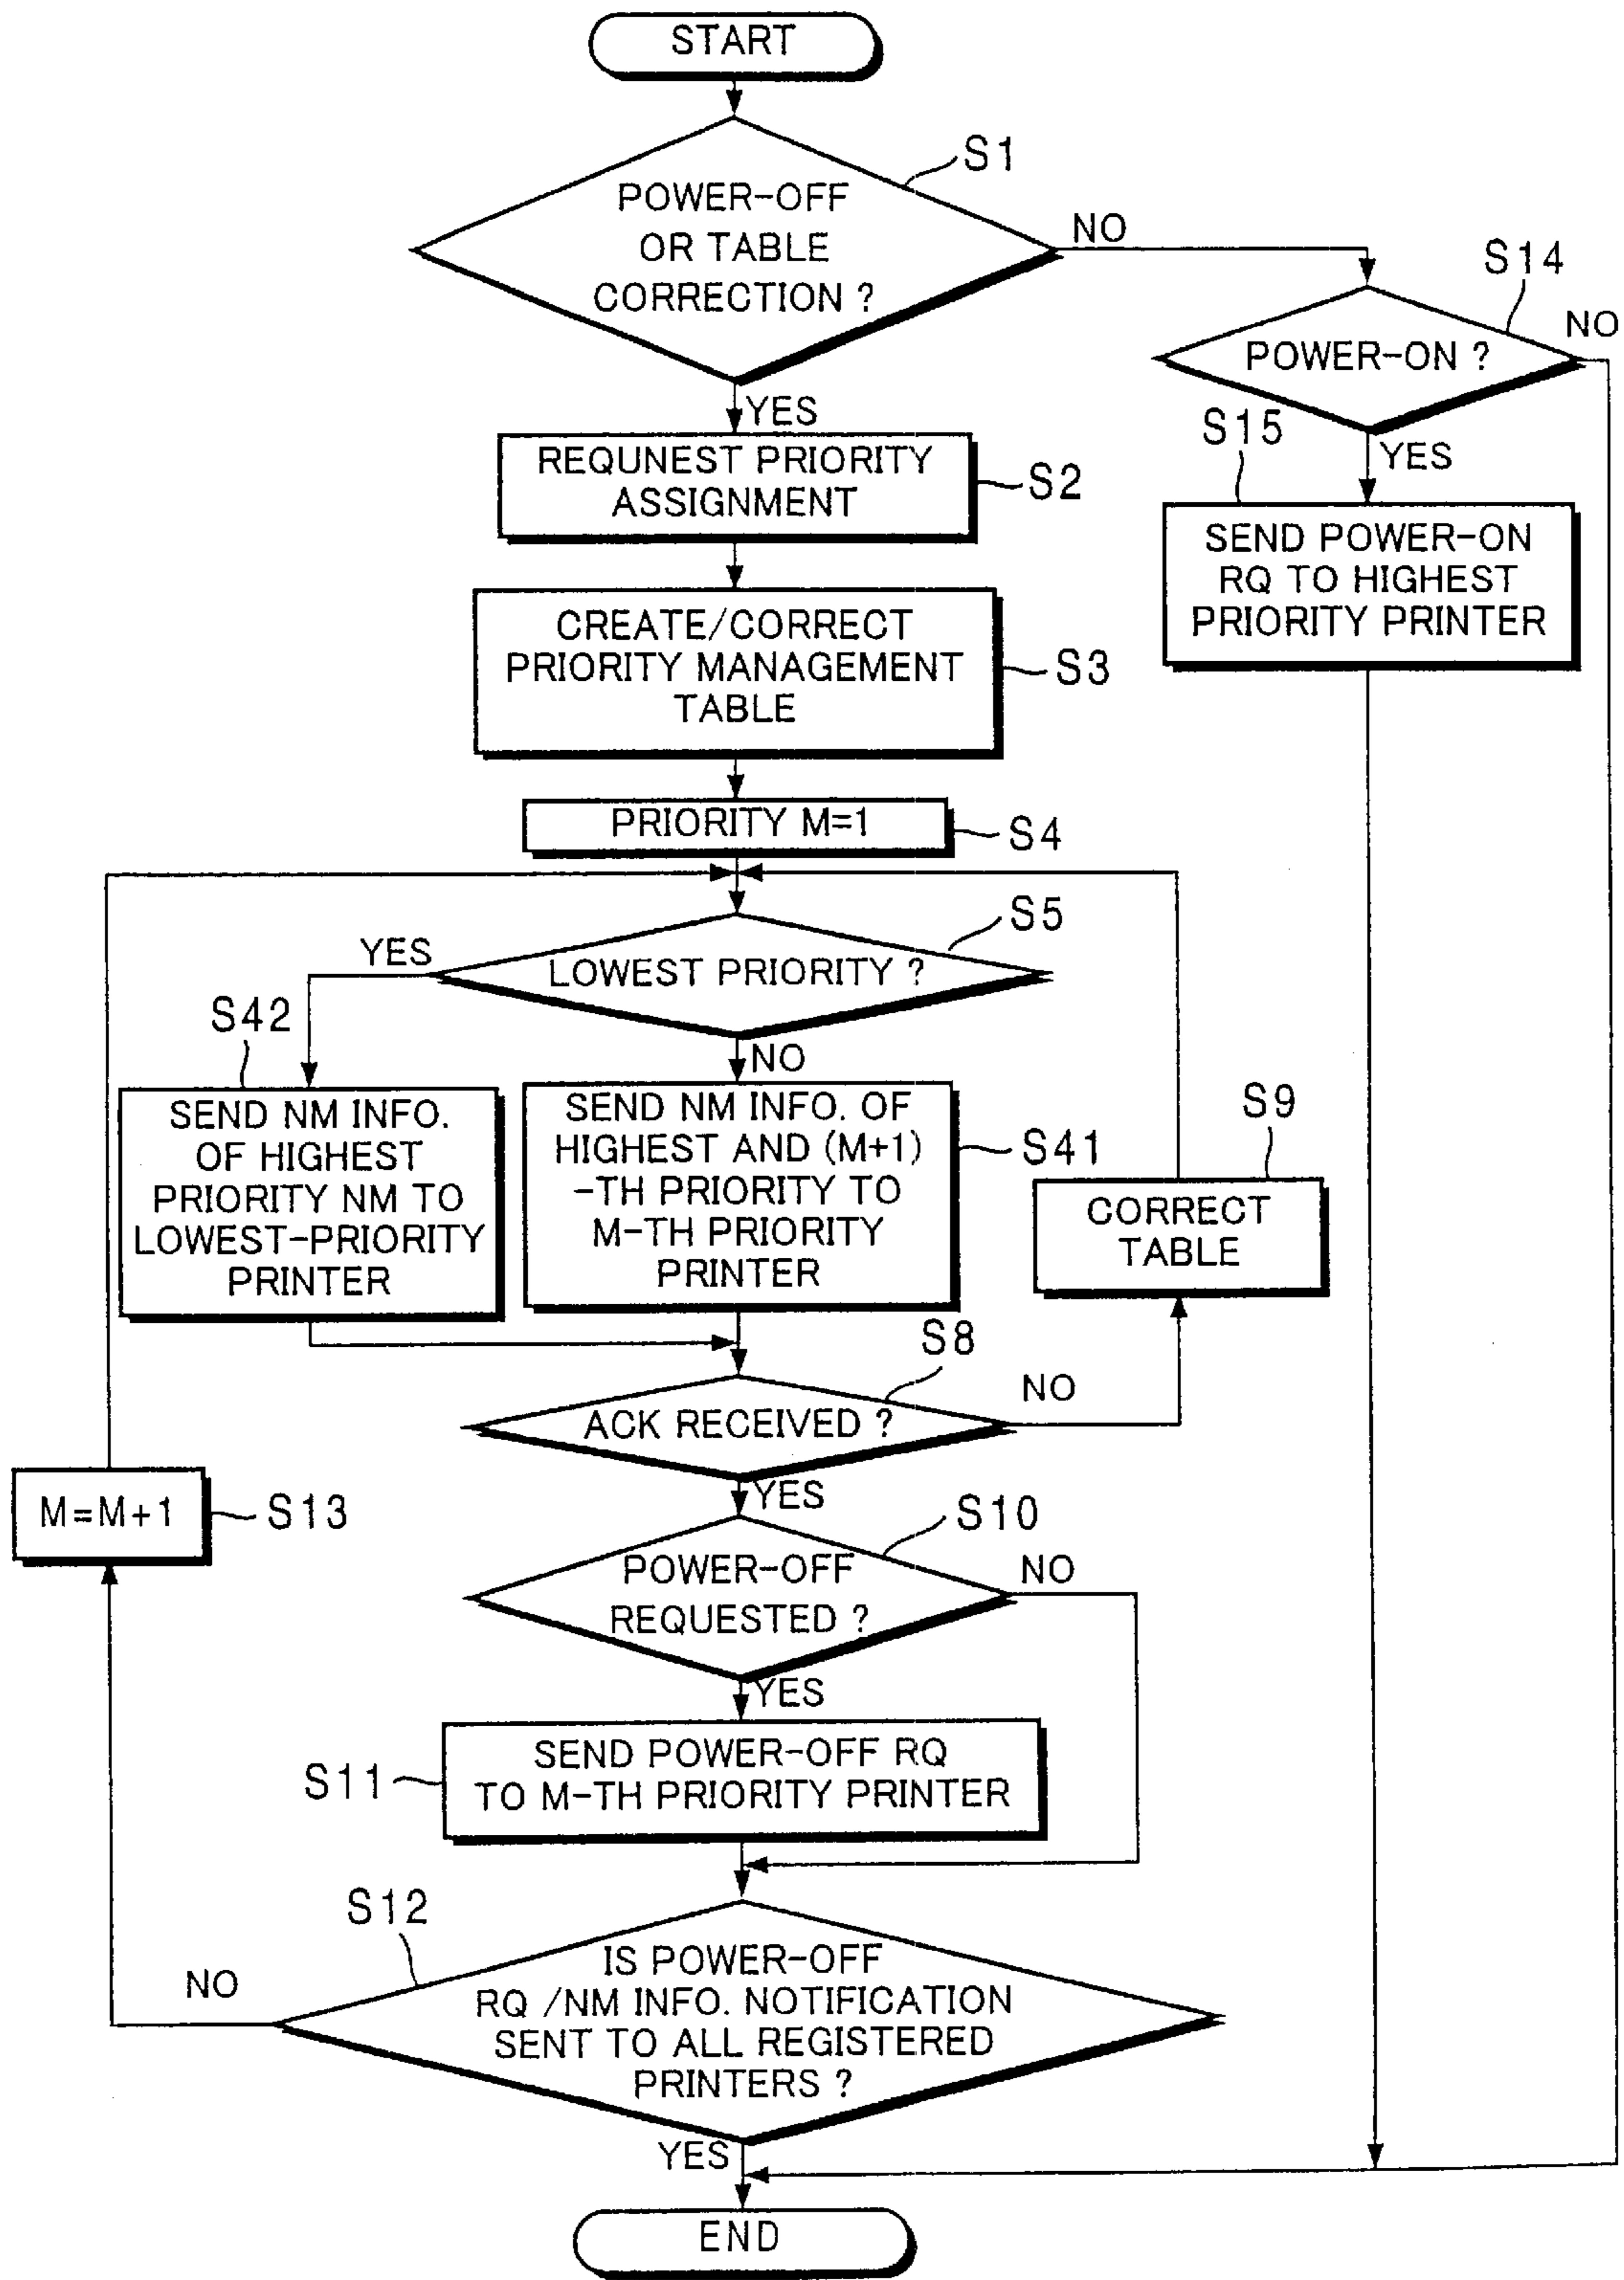 START
S1
POWER-OFF
OR TABLE
CORRECTION ?
NO
S14
NO
POWER-ON ?
YES
S15
YES
REQUNEST PRIORITY
ASSIGNMENT
S2
SEND POWER-ON
RQ TO HIGHEST
PRIORITY PRINTER
CREATE/CORRECT
PRIORITY MANAGEMENT
TABLE
S3
PRIORITY M=1
S4
S5
YES
LOWEST PRIORITY ?
S42
NO
SEND NM INFO.
OF HIGHEST
PRIORITY NM TO
LOWEST-PRIORITY
PRINTER
SEND NM INFO. OF
HIGHEST AND (M+1)
-TH PRIORITY TO
M-TH PRIORITY
PRINTER
S41
S9
CORRECT
TABLE
S8
NO
ACK RECEIVED ?
YES
M=M+1
S13
S10
POWER-OFF
REQUESTED ?
NO
YES
SEND POWER-OFF RQ
TO M-TH PRIORITY PRINTER
S11
S12
NO
IS POWER-OFF
RQ /NM INFO. NOTIFICATION
SENT TO ALL REGISTERED
PRINTERS ?
YES
END